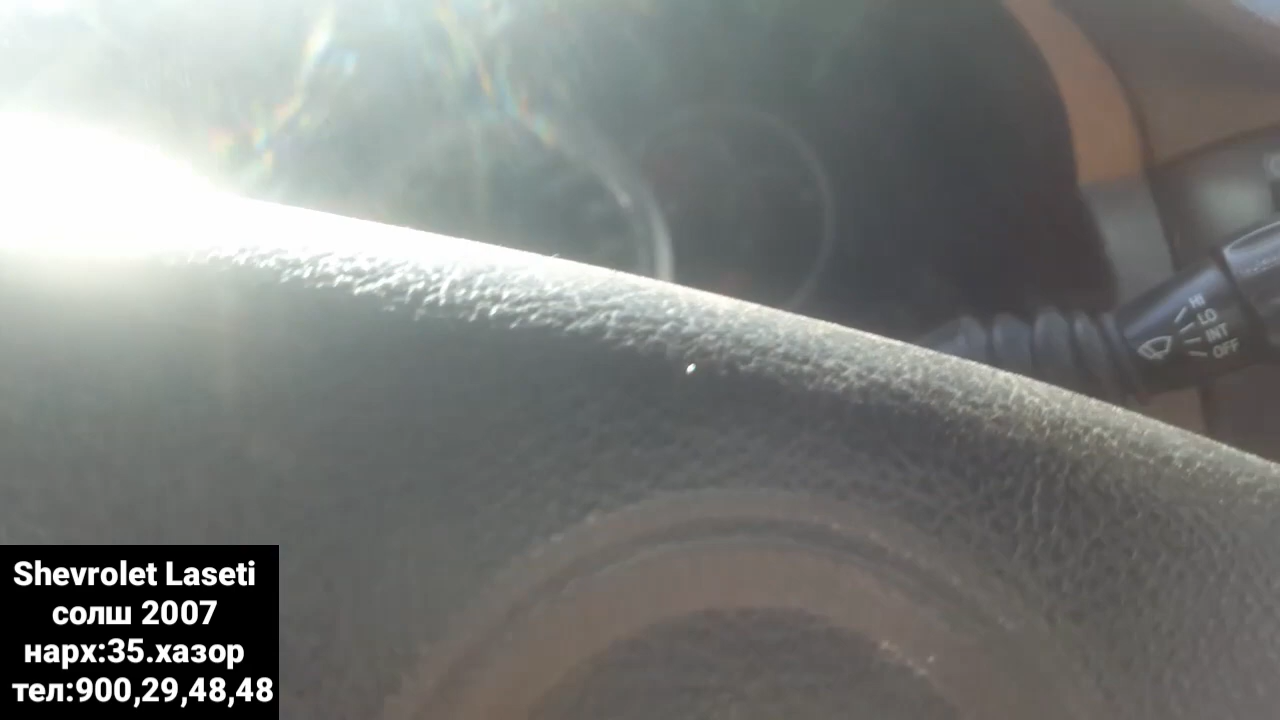 HI
LO
INT
OFF
Shevrolet Laseti
солш 2007
нарх:35.хазор
тел:900,29,48,48